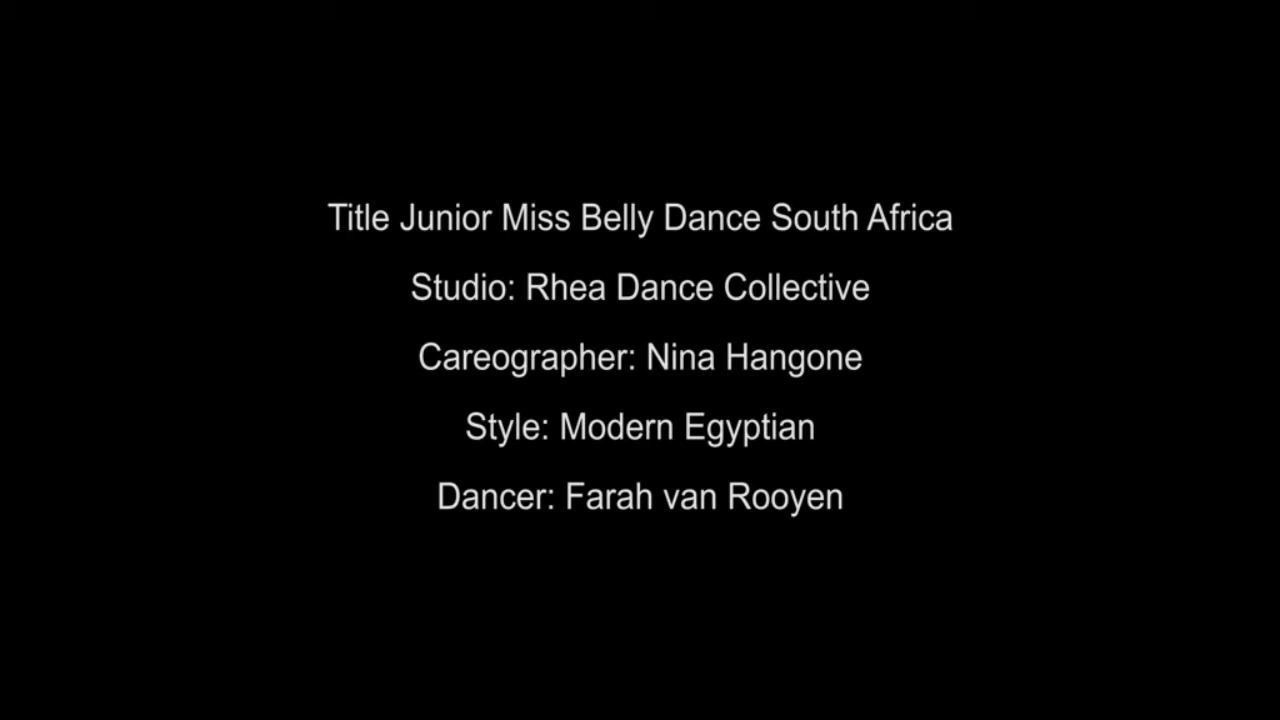 Title Junior Miss Belly Dance South Africa
Studio: Rhea Dance Collective
Careographer: Nina Hangone
Style: Modern Egyptian
Dancer: Farah van Rooyen